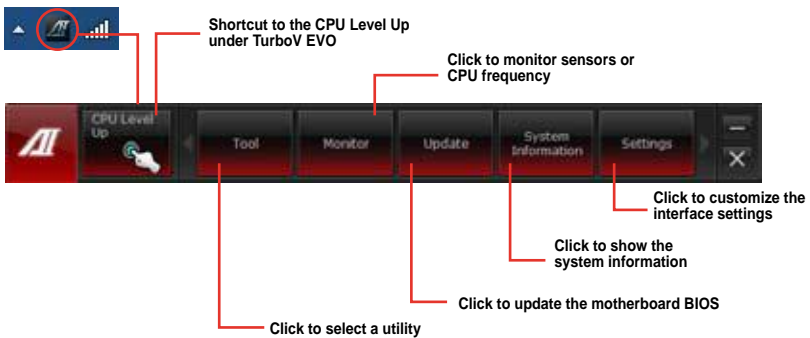 Shortcut to the CPU Level Up
under TurboV EVO
Click to monitor sensors or
CPU frequency
CPU Level
Up
Tool
Monitor
Update
System
Information
Settings
Click to customize the
interface settings
Click to show the
system information
Click to update the motherboard BIOS
Click to select a utility